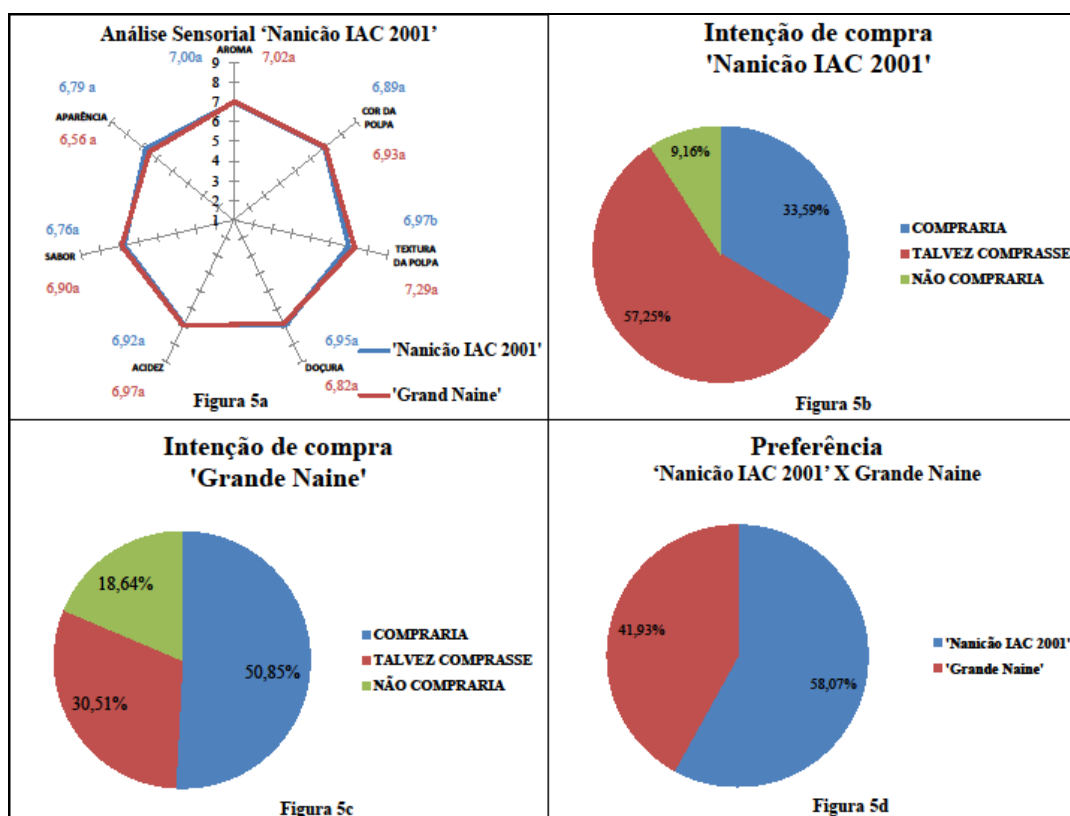 Análise Sensorial ‘Nanicão IAC 2001’
7,00a
AROMA
7,02a
9
8
7
6
5
4
3
2
1
6,79 a
APARÊNCIA
6,56 a
6,89a
COR DA
POLPA
6,93a
6,76a
SABOR
6,90a
6,97b
TEXTURA
DA POLPA
7,29a
6,92a
ACIDEZ
6,97a
6,95a
DOÇURA
6,82a
'Nanicão IAC 2001'
'Grand Naine'
Figura 5a
Intenção de compra
'Nanicão IAC 2001'
9,16%
33,59%
57,25%
COMPRARIA
TALVEZ COMPRASSE
NÃO COMPRARIA
Figura 5b
Intenção de compra
'Grande Naine'
18,64%
50,85%
30,51%
COMPRARIA
TALVEZ COMPRASSE
NÃO COMPRARIA
Figura 5c
Preferência
‘Nanicão IAC 2001’ X Grande Naine
41,93%
58,07%
'Nanicão IAC 2001'
'Grande Naine'
Figura 5d